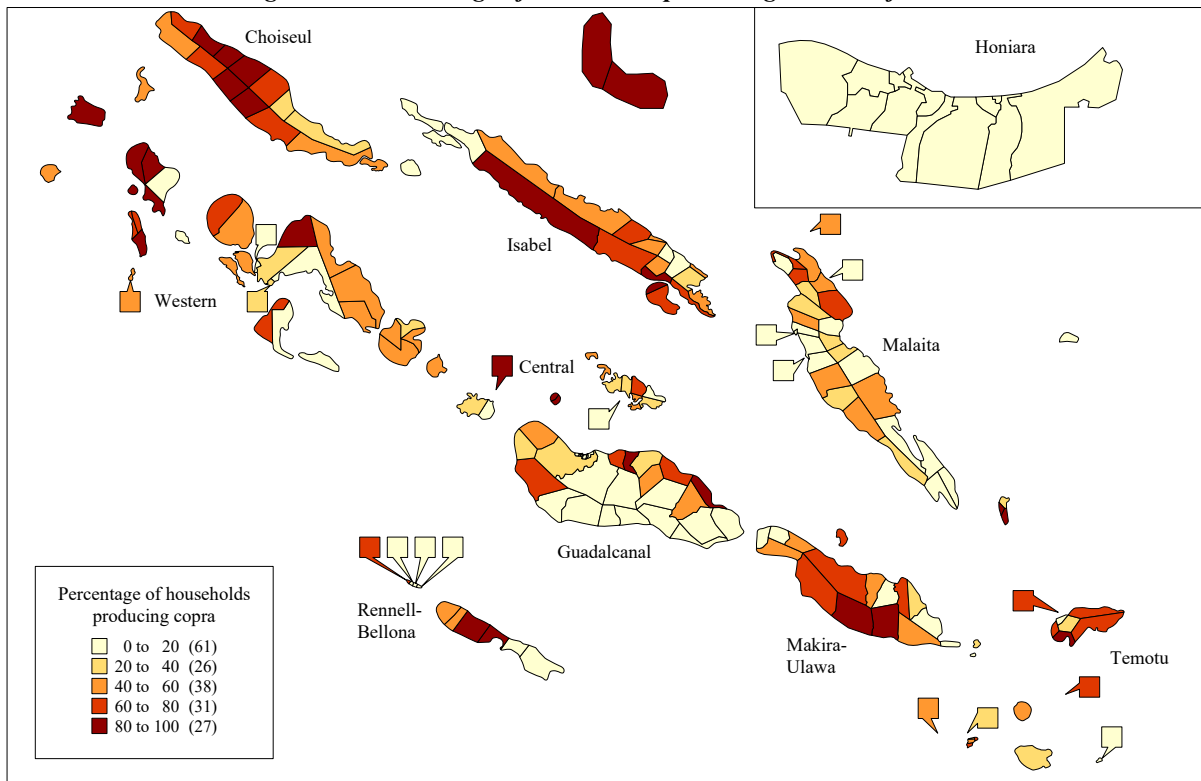 Choiseul
Honiara
Isabel
Western
Malaita
Central
Guadalcanal
Rennell-
Bellona
Makira-
Ulawa
Temotu
Percentage of households
producing copra
0 to 20 (61)
20 to 40 (26)
40 to 60 (38)
60 to 80 (31)
80 to 100 (27)